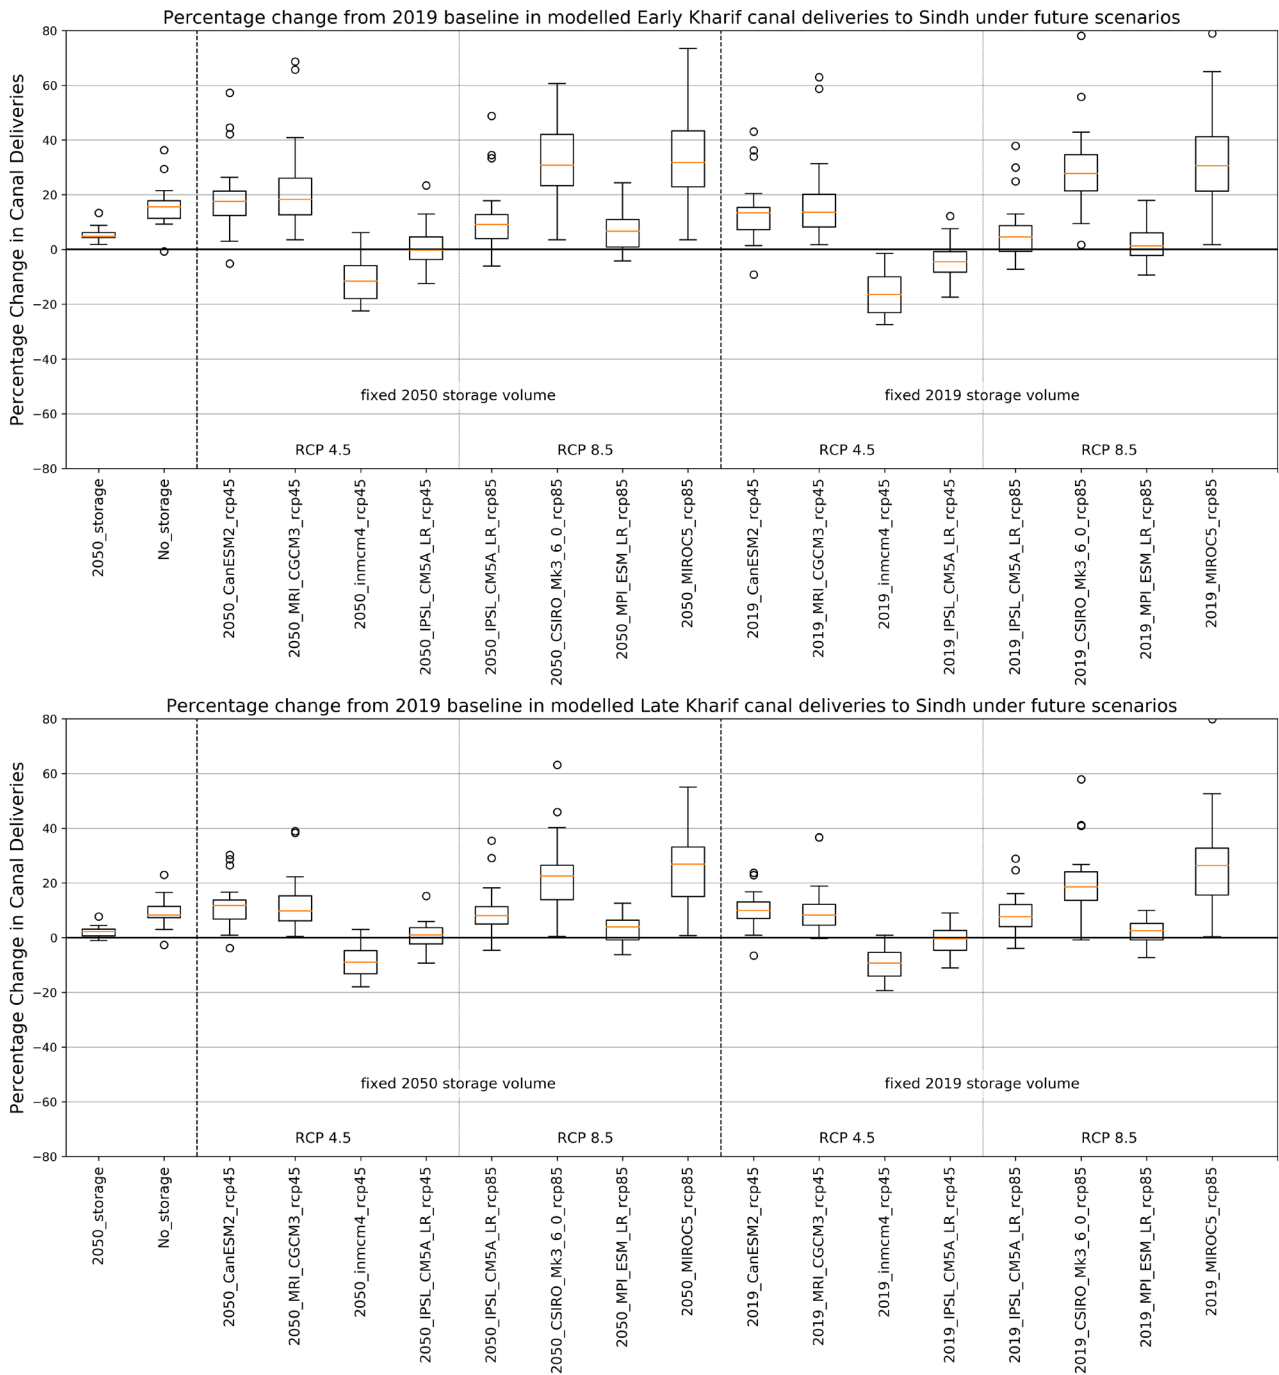 Percentage change from 2019 baseline in modelled Early Kharif canal deliveries to Sindh under future scenarios
Percentage Change in Canal Deliveries
80
60
40
20
0
−20
−40
−60
−80
fixed 2050 storage volume
fixed 2019 storage volume
RCP 4.5
RCP 8.5
RCP 4.5
RCP 8.5
2050_storage
No_storage
2050_CanESM2_rcp45
2050_MRI_CGCM3_rcp45
2050_inmcm4_rcp45
2050_IPSL_CM5A_LR_rcp45
2050_IPSL_CM5A_LR_rcp85
2050_CSIRO_Mk3_6_0_rcp85
2050_MPI_ESM_LR_rcp85
2050_MIROC5_rcp85
2019_CanESM2_rcp45
2019_MRI_CGCM3_rcp45
2019_inmcm4_rcp45
2019_IPSL_CM5A_LR_rcp45
2019_IPSL_CM5A_LR_rcp85
2019_CSIRO_Mk3_6_0_rcp85
2019_MPI_ESM_LR_rcp85
2019_MIROC5_rcp85
Percentage change from 2019 baseline in modelled Late Kharif canal deliveries to Sindh under future scenarios
Percentage Change in Canal Deliveries
80
60
40
20
0
−20
−40
−60
−80
fixed 2050 storage volume
fixed 2019 storage volume
RCP 4.5
RCP 8.5
RCP 4.5
RCP 8.5
2050_storage
No_storage
2050_CanESM2_rcp45
2050_MRI_CGCM3_rcp45
2050_inmcm4_rcp45
2050_IPSL_CM5A_LR_rcp45
2050_IPSL_CM5A_LR_rcp85
2050_CSIRO_Mk3_6_0_rcp85
2050_MPI_ESM_LR_rcp85
2050_MIROC5_rcp85
2019_CanESM2_rcp45
2019_MRI_CGCM3_rcp45
2019_inmcm4_rcp45
2019_IPSL_CM5A_LR_rcp45
2019_IPSL_CM5A_LR_rcp85
2019_CSIRO_Mk3_6_0_rcp85
2019_MPI_ESM_LR_rcp85
2019_MIROC5_rcp85